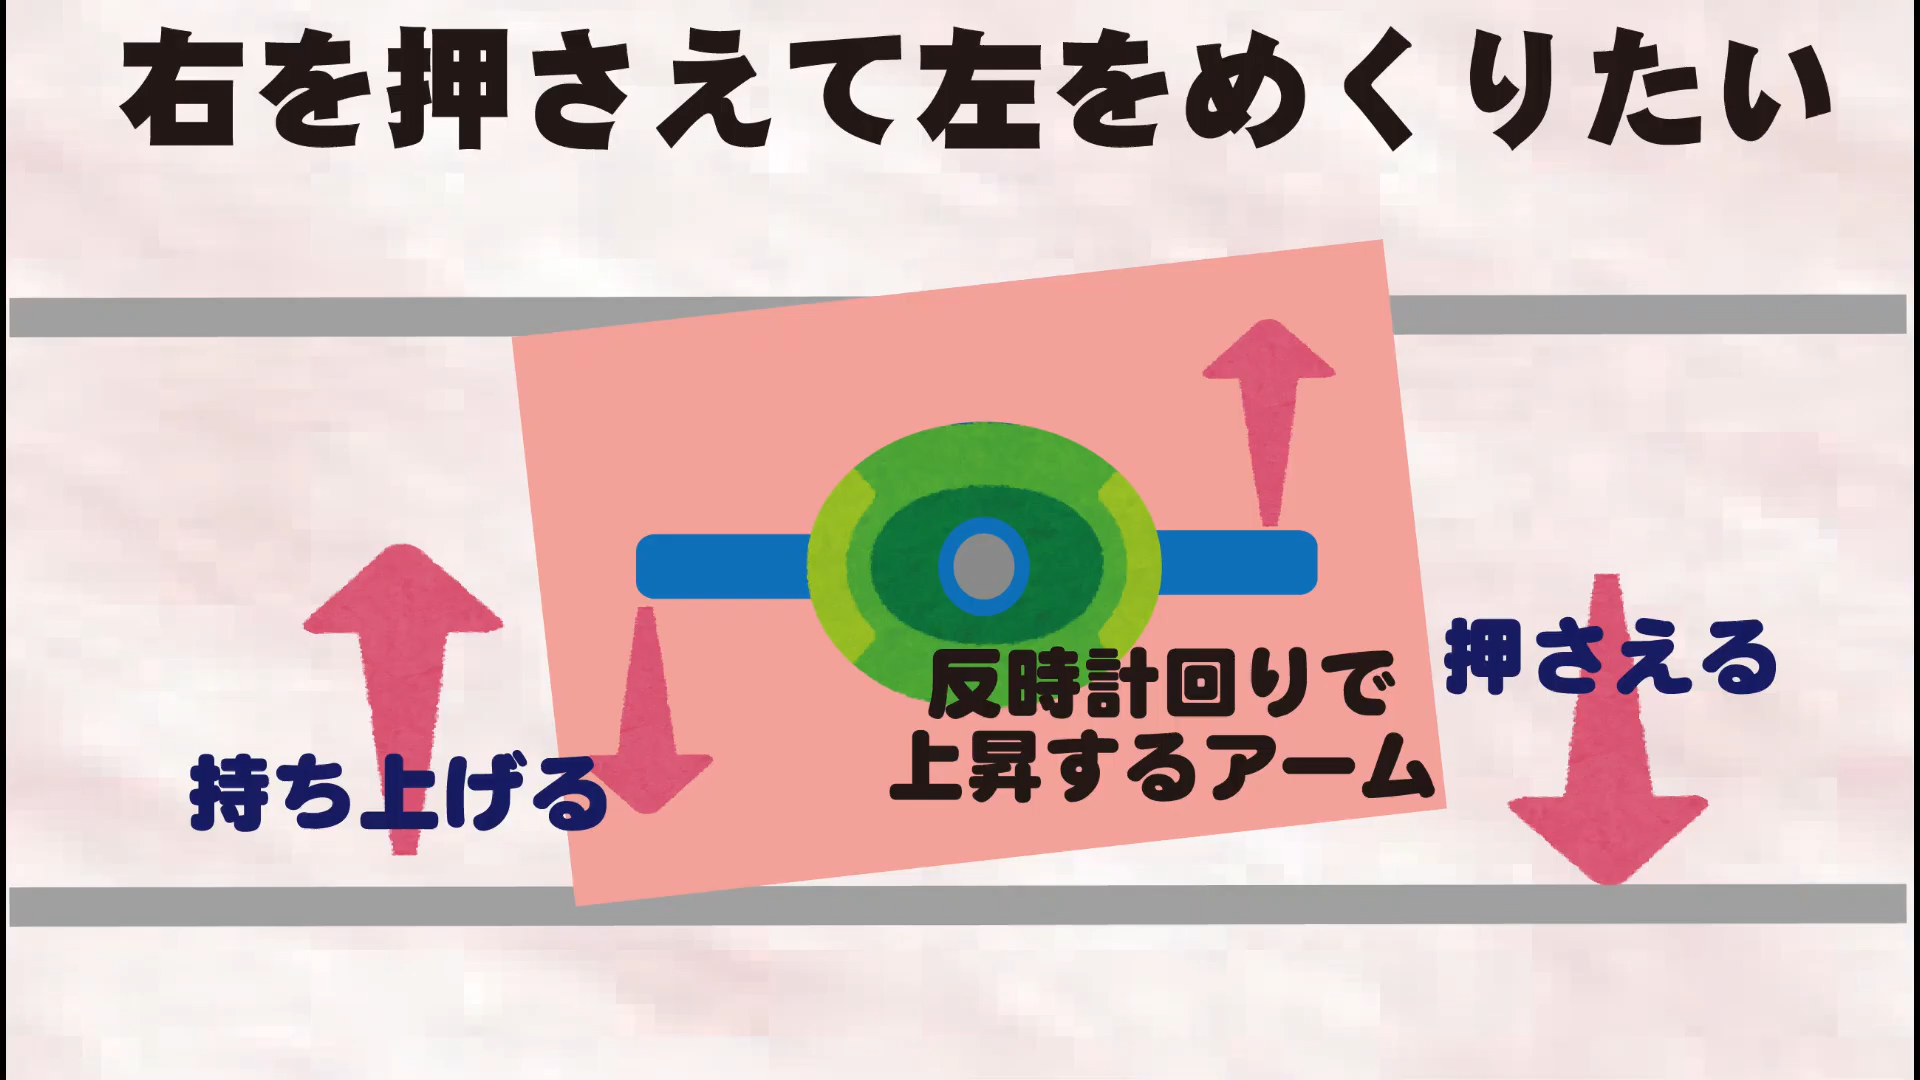 右を押さえて左をめくりたい
押さえる
反時計回りで
上昇するアーム
持ち上げる